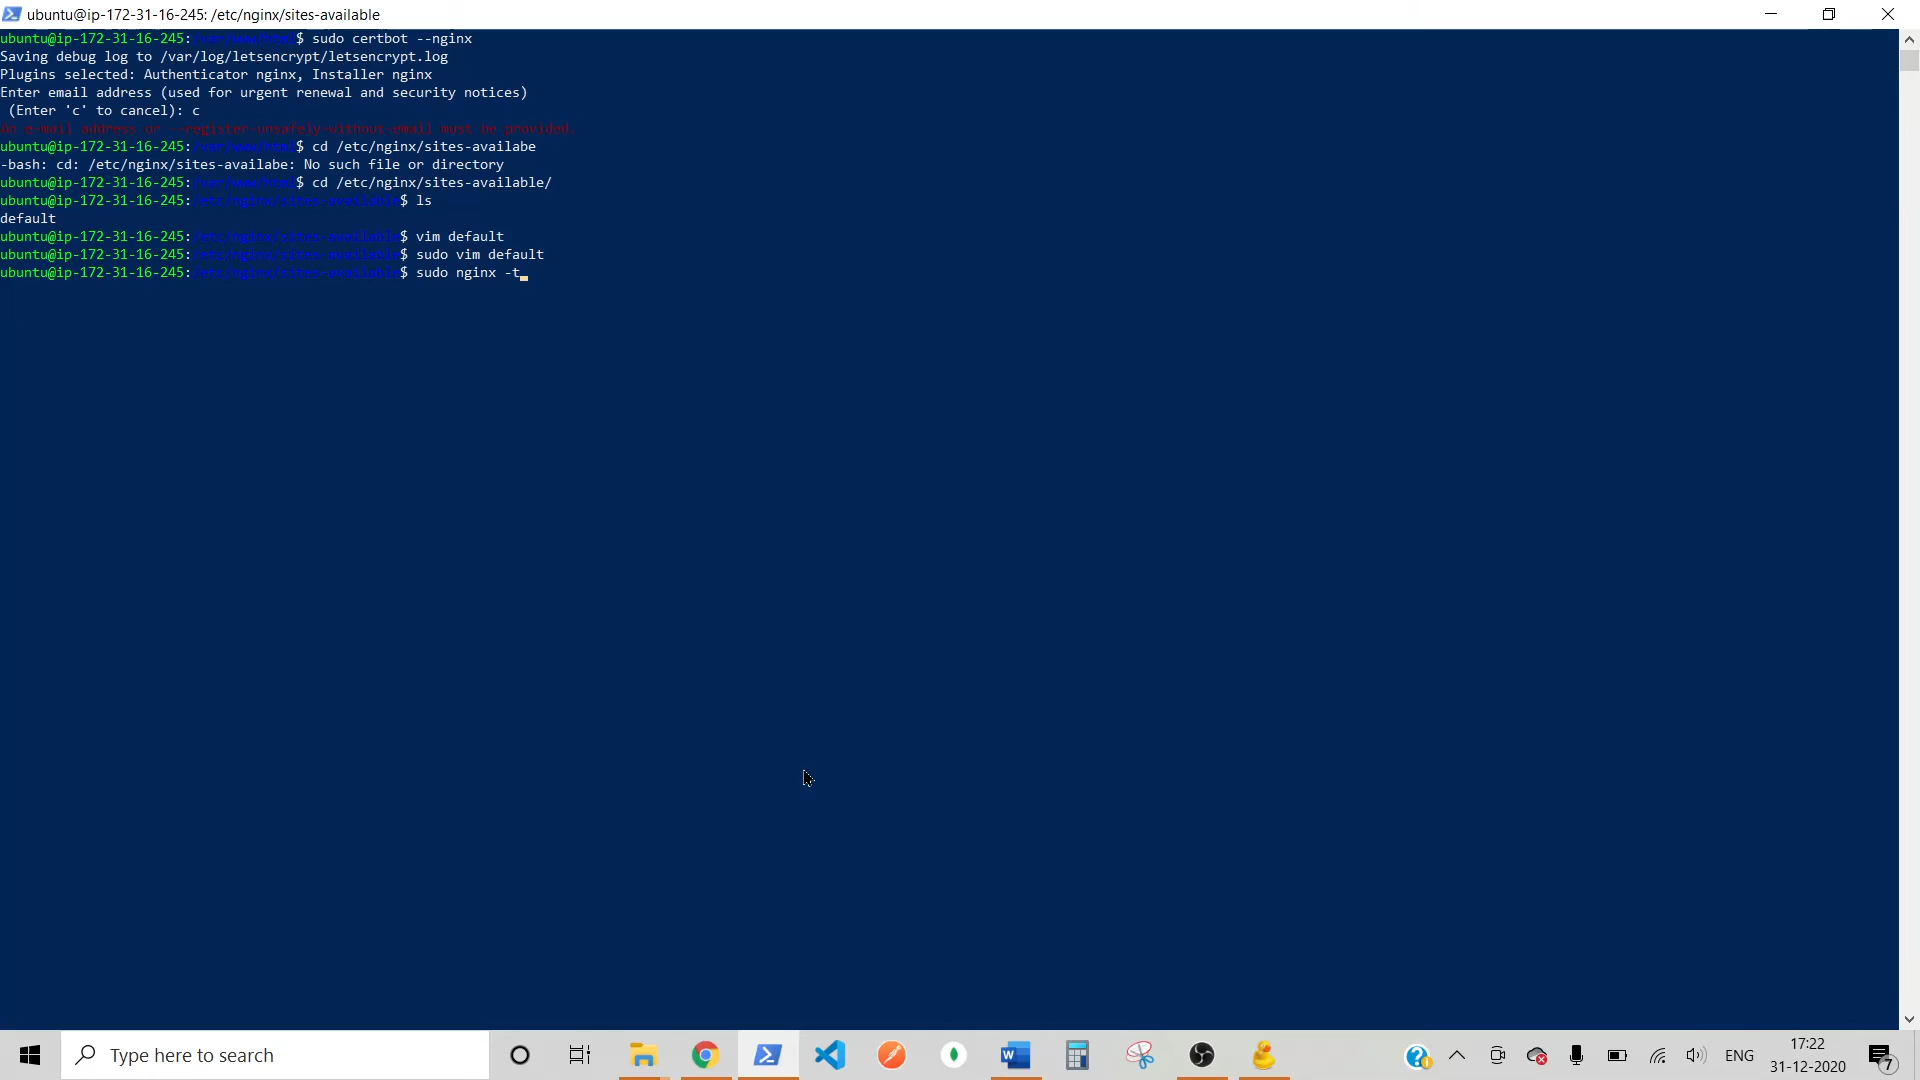 ubuntu@ip-172-31-16-245: /etc/nginx/sites-available
ubuntu@ip-172-31-16-245:/var/www/html$ sudo certbot --nginx
Saving debug log to /var/log/letsencrypt/letsencrypt.log
Plugins selected: Authenticator nginx, Installer nginx
Enter email address (used for urgent renewal and security notices)
(Enter 'c' to cancel): c
An e-mail address or --register-unsafely-without-email must be provided.
ubuntu@ip-172-31-16-245:/var/www/html$ cd /etc/nginx/sites-availabe
-bash: cd: /etc/nginx/sites-availabe: No such file or directory
ubuntu@ip-172-31-16-245:/var/www/html$ cd /etc/nginx/sites-available/
ubuntu@ip-172-31-16-245:/etc/nginx/sites-available$ ls
default
ubuntu@ip-172-31-16-245:/etc/nginx/sites-available$ vim default
ubuntu@ip-172-31-16-245:/etc/nginx/sites-available$ sudo vim default
ubuntu@ip-172-31-16-245:/etc/nginx/sites-available$ sudo nginx -t
Type here to search
ENG
17:22
31-12-2020
7